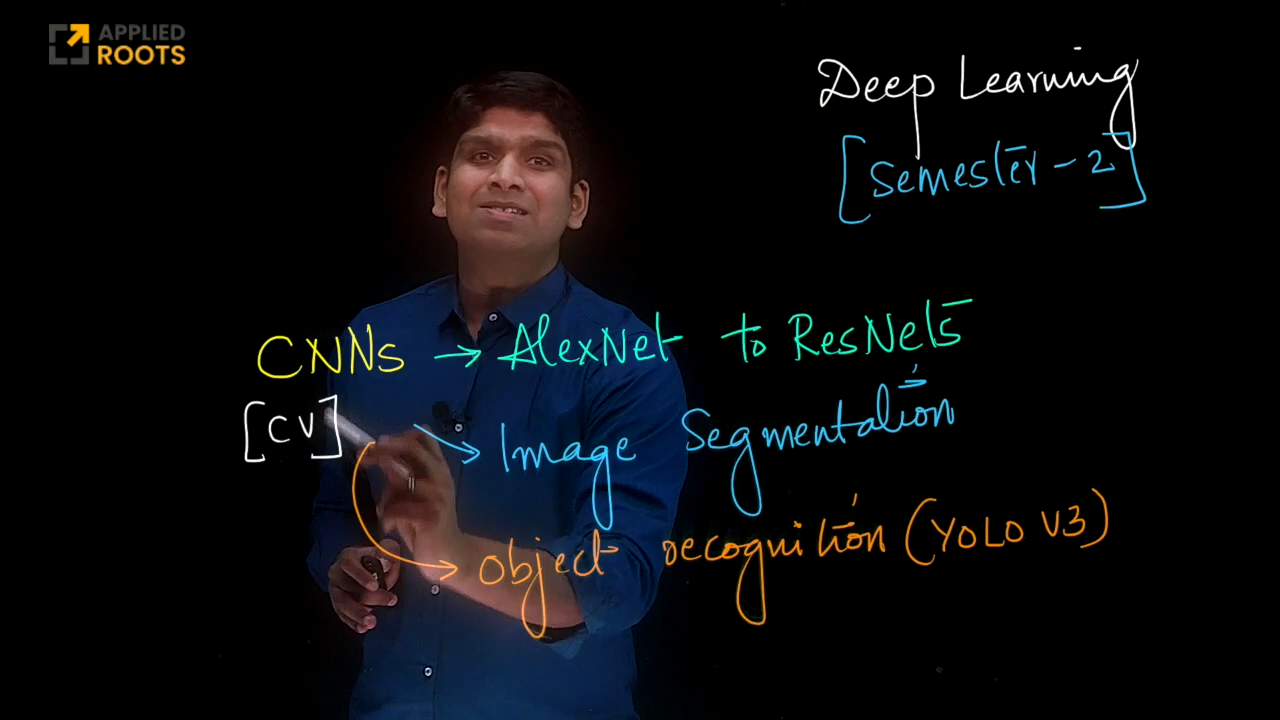 APPLIED
ROOTS
Deep Learning
[Semester - 2]
CNNs → AlexNet to ResNets
[CV]
→ Image Segmentation
→ Object recognition (YOLO V3)